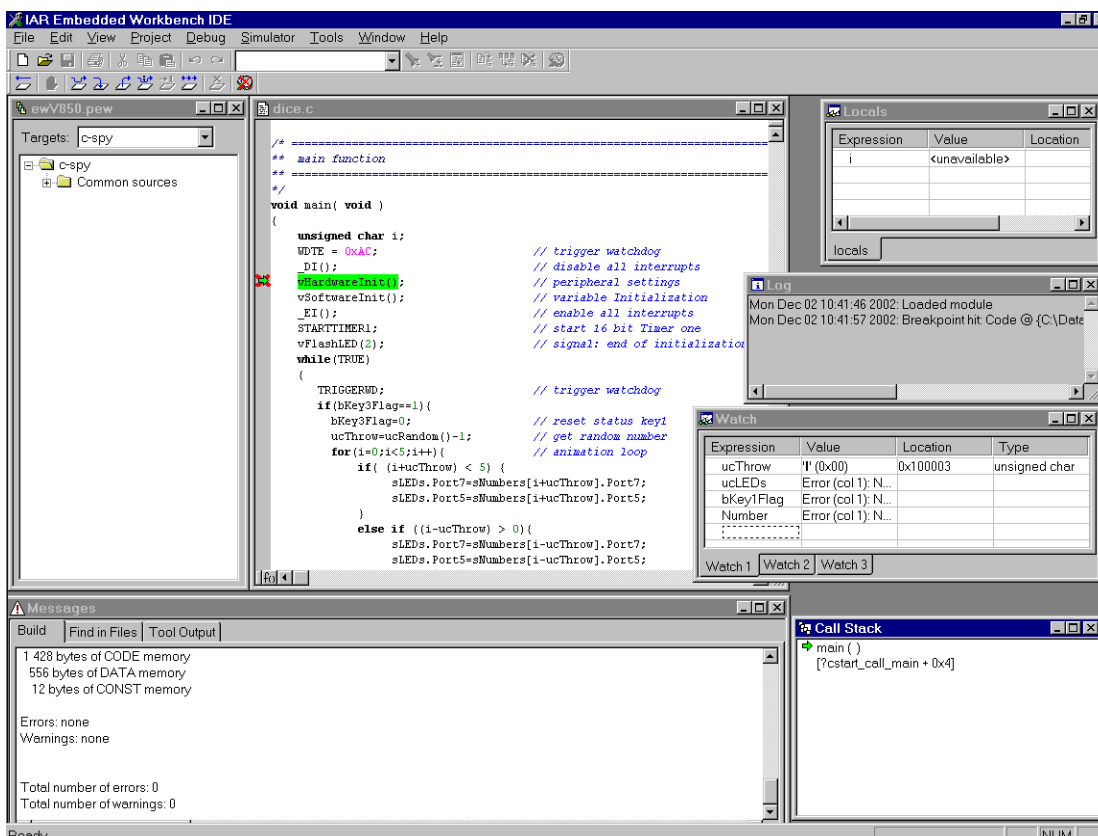 IAR Embedded Workbench IDE
File Edit View Project Debug Simulator Tools Window Help
ewV850.pew
Targets: c-spy
c-spy
Common sources
dice.c
/* =======================================================================
** main function
** =======================================================================
*/
void main( void )
{
unsigned char i;
WDTE = 0xAC; // trigger watchdog
_DI(); // disable all interrupts
vHardwareInit(); // peripheral settings
vSoftwareInit(); // variable Initialization
_EI(); // enable all interrupts
STARTTIMER1; // start 16 bit Timer one
vFlashLED(2); // signal: end of initialization
while(TRUE)
{
TRIGGERWD; // trigger watchdog
if(bKey3Flag==1){
bKey3Flag=0; // reset status key1
ucThrow=ucRandom()-1; // get random number
for(i=0;i<5;i++){ // animation loop
if( (i+ucThrow) < 5) {
sLEDs.Port7=sNumbers[i+ucThrow].Port7;
sLEDs.Port5=sNumbers[i+ucThrow].Port5;
}
else if ((i-ucThrow) > 0){
sLEDs.Port7=sNumbers[i-ucThrow].Port7;
sLEDs.Port5=sNumbers[i-ucThrow].Port5;
fo
Locals
Expression Value Location
i <unavailable>
locals
Log
Mon Dec 02 10:41:46 2002: Loaded module
Mon Dec 02 10:41:57 2002: Breakpoint hit: Code @ {C:\Data
Watch
Expression Value Location Type
ucThrow (0x00) 0x100003 unsigned char
ucLEDs Error (col 1): N...
bKey1Flag Error (col 1): N...
Number Error (col 1): N...
Watch 1 Watch 2 Watch 3
Messages
Build Find in Files Tool Output
1 428 bytes of CODE memory
556 bytes of DATA memory
12 bytes of CONST memory
Errors: none
Warnings: none
Total number of errors: 0
Total number of warnings: 0
Call Stack
main ( )
[?cstart_call_main + 0x4]
Ready
NUM